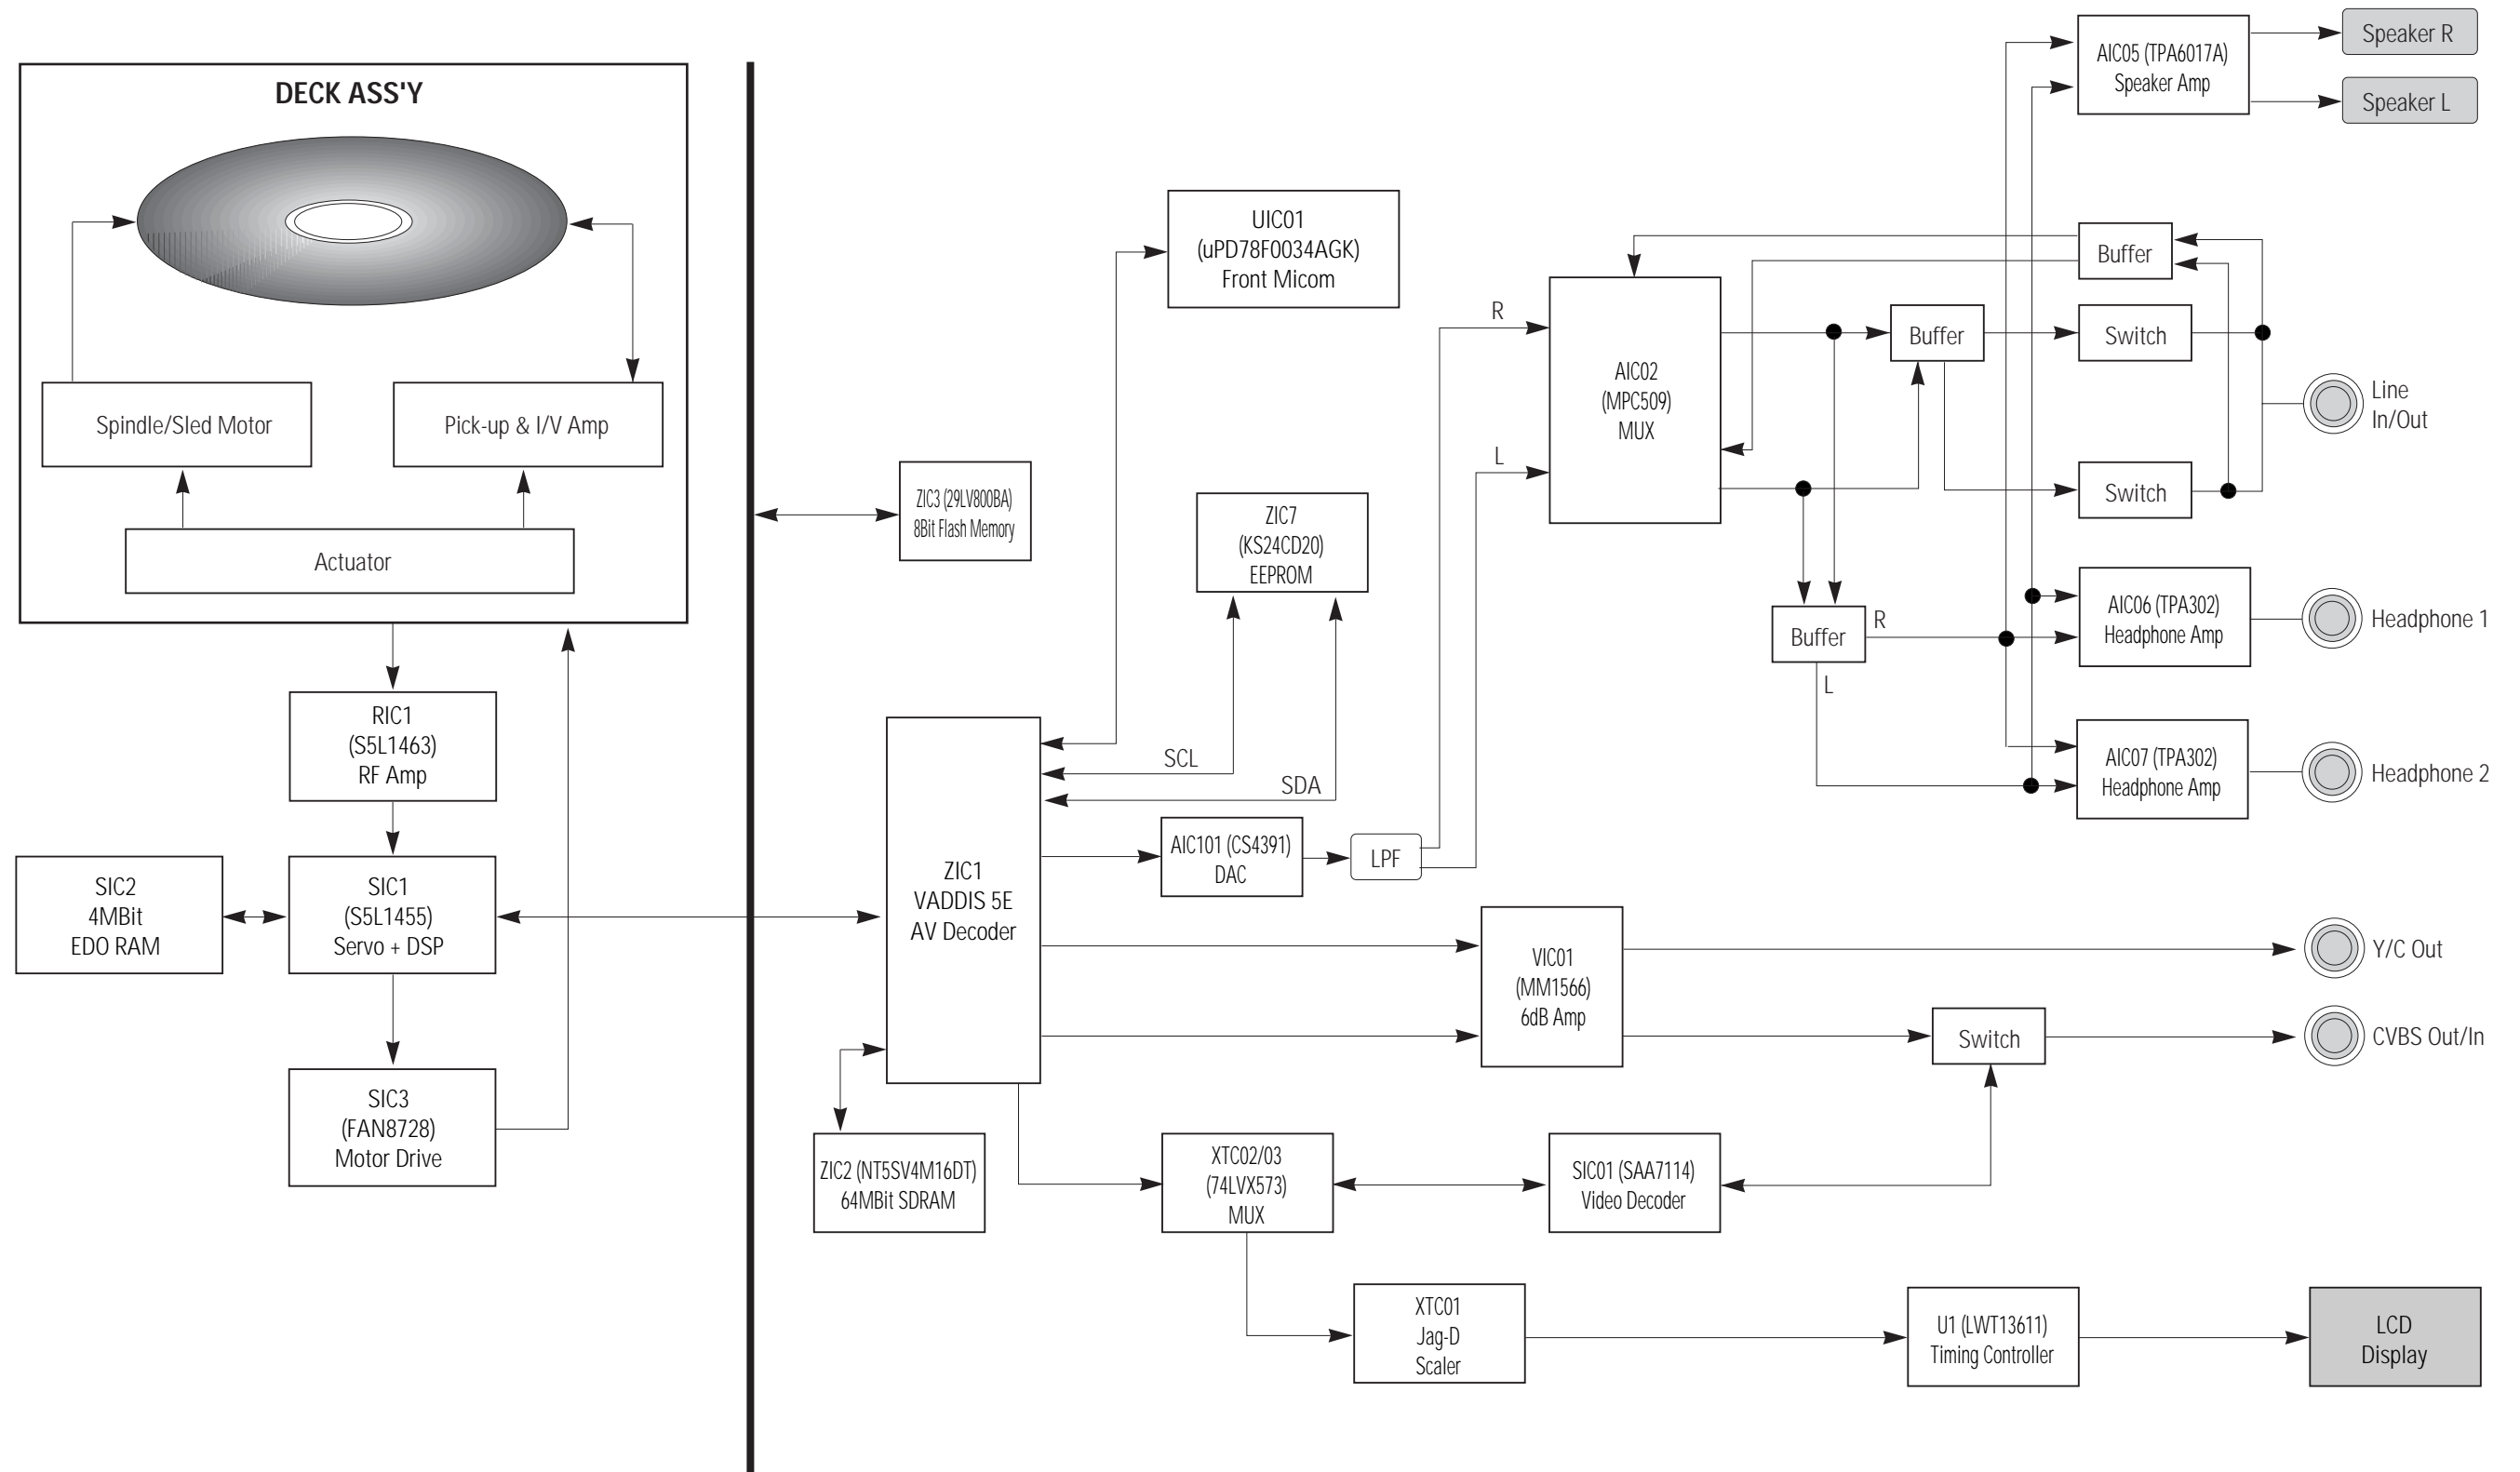 DECK ASS'Y
Spindle/Sled Motor
Pick-up & I/V Amp
Actuator
RIC1
(S5L1463)
RF Amp
SIC2
4MBit
EDO RAM
SIC1
(S5L1455)
Servo + DSP
SIC3
(FAN8728)
Motor Drive
UIC01
(uPD78F0034AGK)
Front Micom
ZIC3 (29LV800BA)
8Bit Flash Memory
ZIC7
(KS24CD20)
EEPROM
SCL
SDA
ZIC1
VADDIS 5E
AV Decoder
AIC101 (CS4391)
DAC
LPF
R
L
AIC02
(MPC509)
MUX
Buffer
Buffer
Switch
Switch
Line
In/Out
Buffer
R
L
AIC05 (TPA6017A)
Speaker Amp
Speaker R
Speaker L
AIC06 (TPA302)
Headphone Amp
Headphone 1
AIC07 (TPA302)
Headphone Amp
Headphone 2
VIC01
(MM1566)
6dB Amp
Y/C Out
Switch
CVBS Out/In
ZIC2 (NT5SV4M16DT)
64MBit SDRAM
XTC02/03
(74LVX573)
MUX
SIC01 (SAA7114)
Video Decoder
XTC01
Jag-D
Scaler
U1 (LWT13611)
Timing Controller
LCD
Display